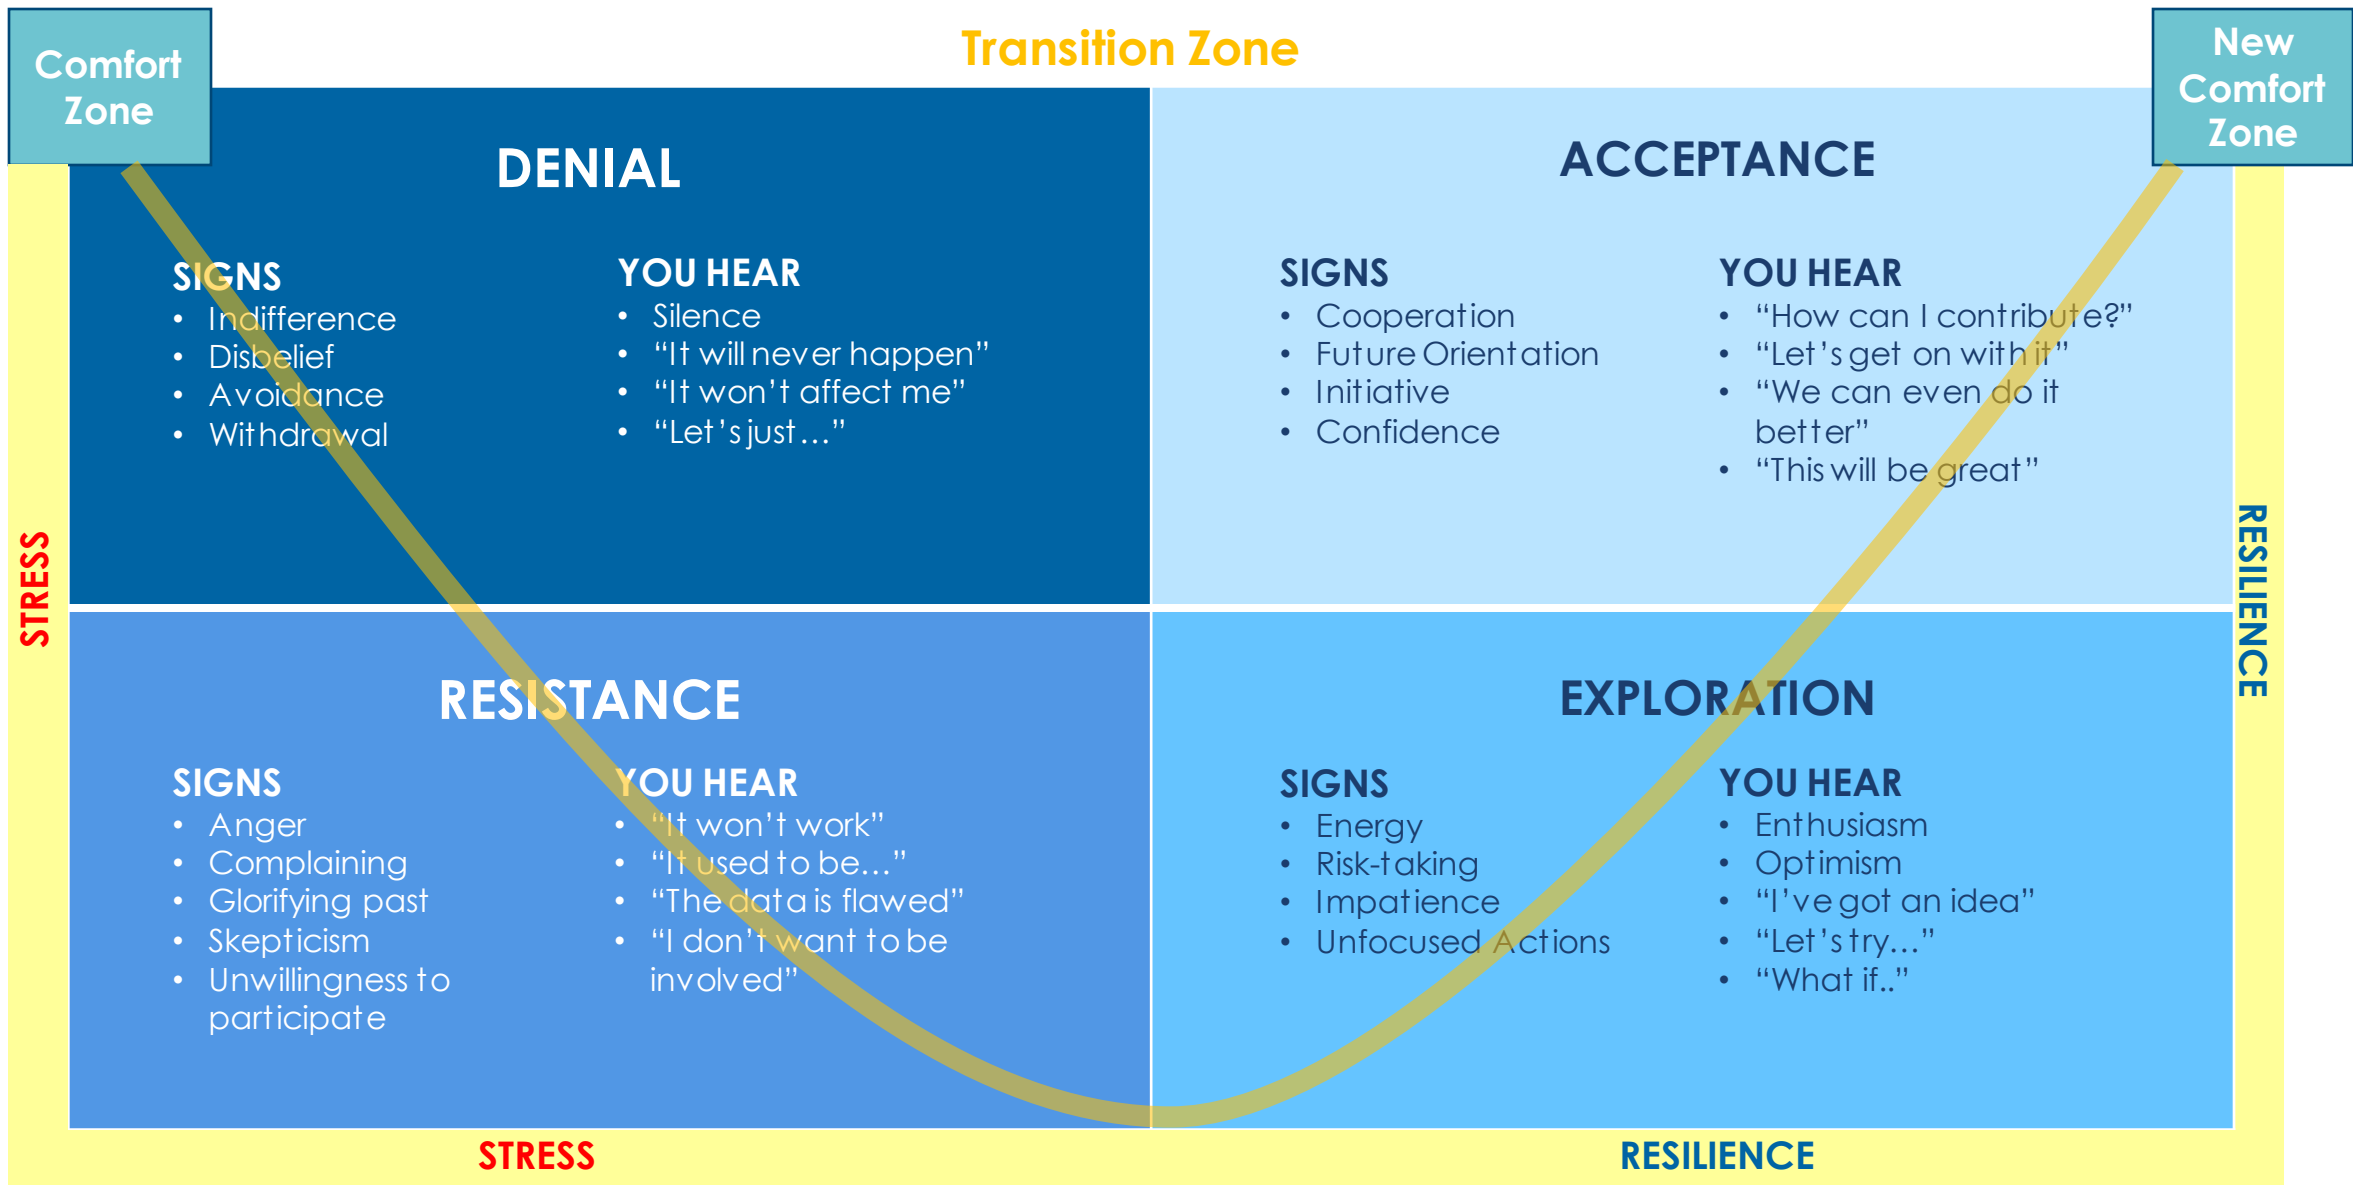 Comfort
Zone
Transition Zone
New
Comfort
Zone
DENIAL
SIGNS
• Indifference
• Disbelief
• Avoidance
• Withdrawal
YOU HEAR
• Silence
• “It will never happen”
• “It won’t affect me”
• “Let’s just…”
ACCEPTANCE
SIGNS
• Cooperation
• Future Orientation
• Initiative
• Confidence
YOU HEAR
• “How can I contribute?”
• “Let’s get on with it”
• “We can even do it
better”
• “This will be great”
STRESS
RESILIENCE
RESISTANCE
SIGNS
• Anger
• Complaining
• Glorifying past
• Skepticism
• Unwillingness to
participate
YOU HEAR
• “It won’t work”
• “It used to be…”
• “The data is flawed”
• “I don’t want to be
involved”
EXPLORATION
SIGNS
• Energy
• Risk-taking
• Impatience
• Unfocused Actions
YOU HEAR
• Enthusiasm
• Optimism
• “I’ve got an idea”
• “Let’s try…”
• “What if..”
STRESS
RESILIENCE